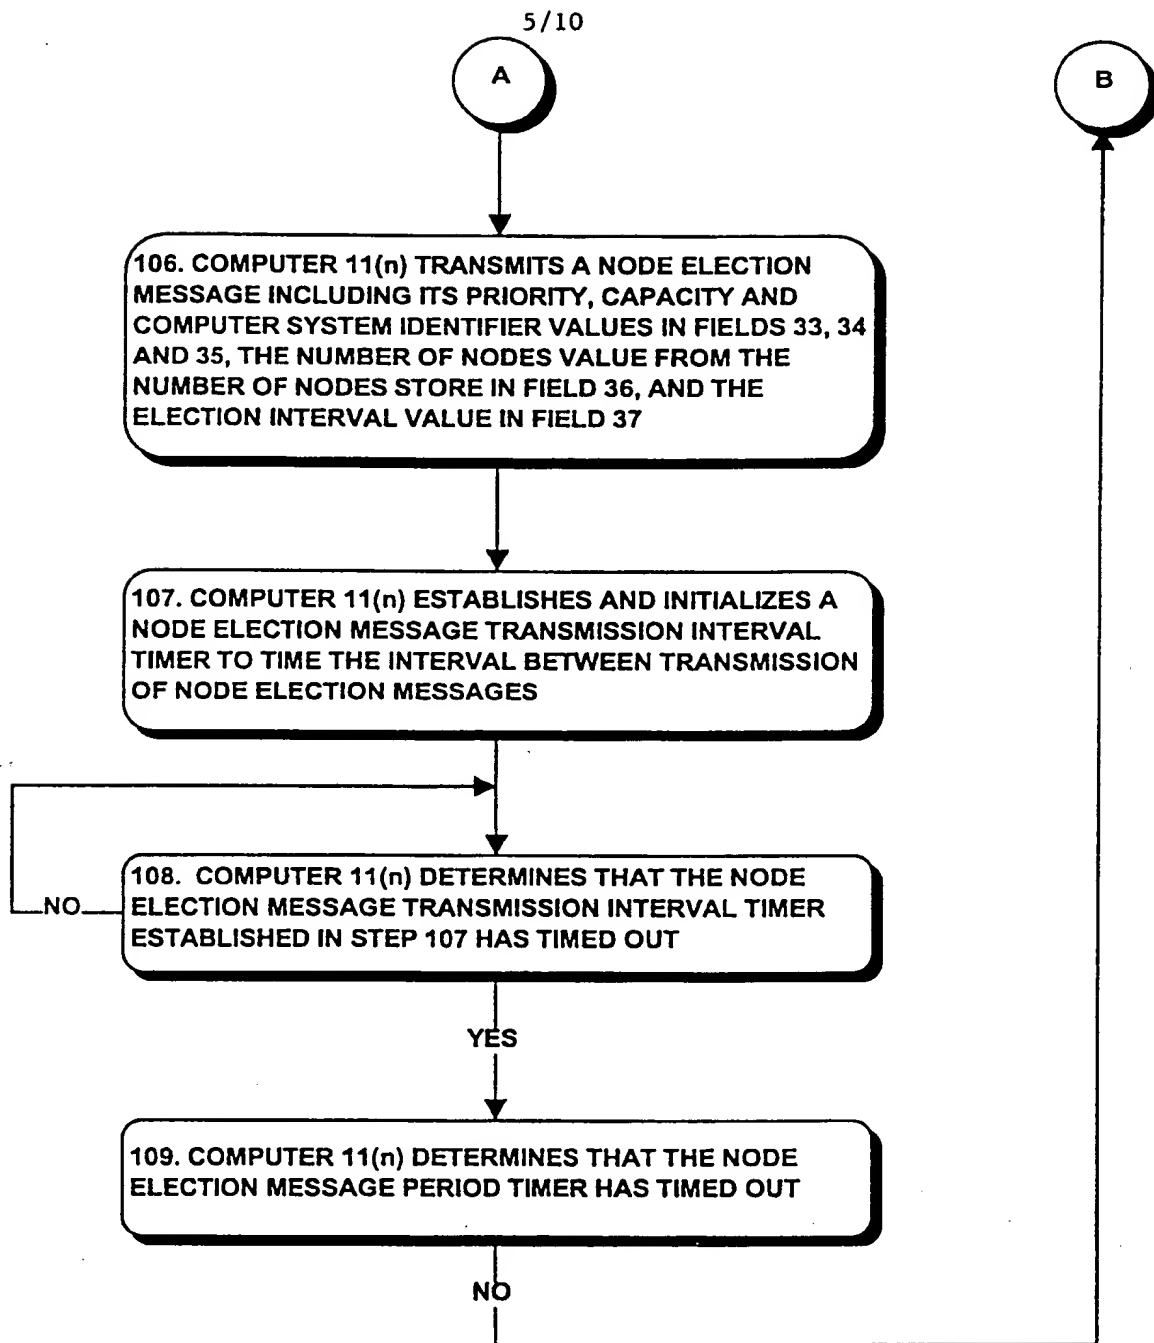 5/10
A
B
106. COMPUTER 11(n) TRANSMITS A NODE ELECTION
MESSAGE INCLUDING ITS PRIORITY, CAPACITY AND
COMPUTER SYSTEM IDENTIFIER VALUES IN FIELDS 33, 34
AND 35, THE NUMBER OF NODES VALUE FROM THE
NUMBER OF NODES STORE IN FIELD 36, AND THE
ELECTION INTERVAL VALUE IN FIELD 37
107. COMPUTER 11(n) ESTABLISHES AND INITIALIZES A
NODE ELECTION MESSAGE TRANSMISSION INTERVAL
TIMER TO TIME THE INTERVAL BETWEEN TRANSMISSION
OF NODE ELECTION MESSAGES
108. COMPUTER 11(n) DETERMINES THAT THE NODE
ELECTION MESSAGE TRANSMISSION INTERVAL TIMER
ESTABLISHED IN STEP 107 HAS TIMED OUT
NO
YES
109. COMPUTER 11(n) DETERMINES THAT THE NODE
ELECTION MESSAGE PERIOD TIMER HAS TIMED OUT
NO